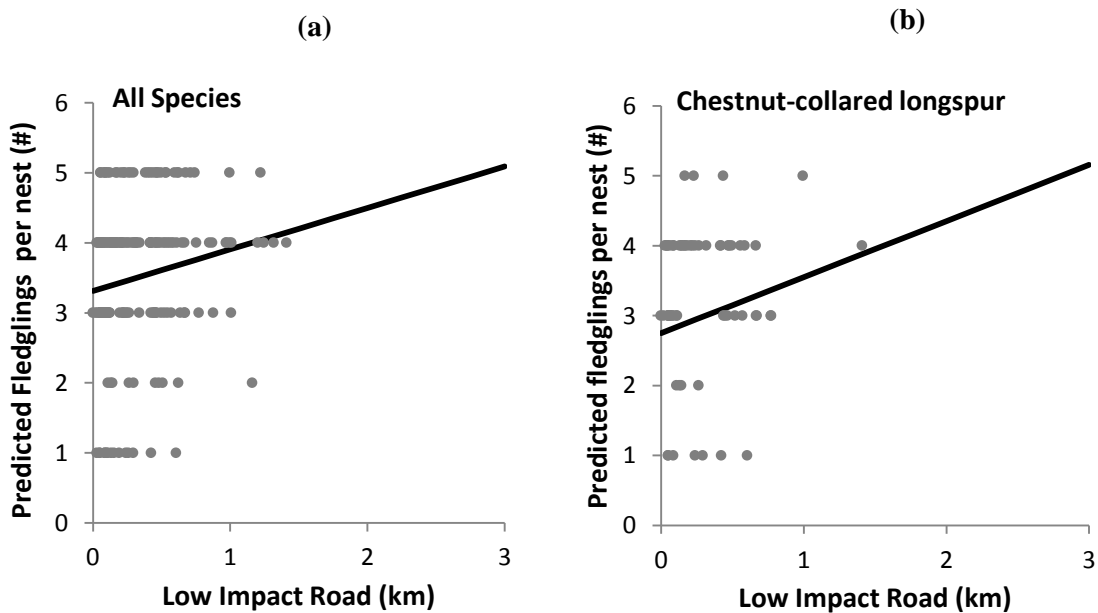 (a)
(b)
All Species
Chestnut-collared longspur
Predicted Fledglings per nest (#)
6
5
4
3
2
1
0
0 1 2 3
Low Impact Road (km)
Predicted fledglings per nest (#)
6
5
4
3
2
1
0
0 1 2 3
Low Impact Road (km)